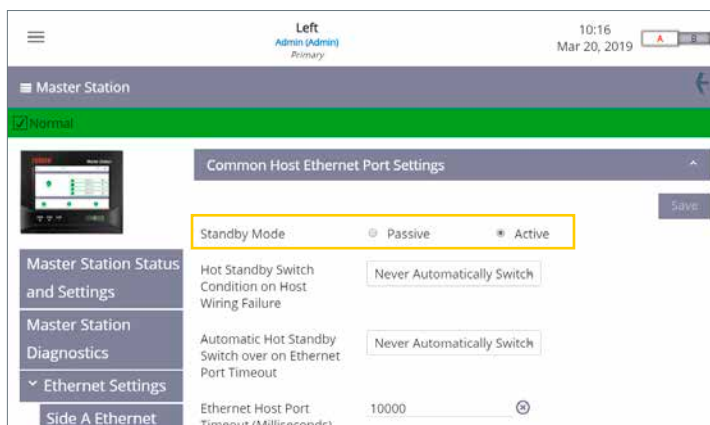 Left
Admin (Admin)
Primary
10:16
Mar 20, 2019
A
B
Master Station
Normal
Common Host Ethernet Port Settings
Save
Standby Mode
Passive
Active
Master Station Status
and Settings
Hot Standby Switch
Condition on Host
Wiring Failure
Never Automatically Switch
Master Station
Diagnostics
Automatic Hot Standby
Switch over on Ethernet
Port Timeout
Never Automatically Switch
Ethernet Settings
Side A Ethernet
Ethernet Host Port
Timeout (Milliseconds)
10000